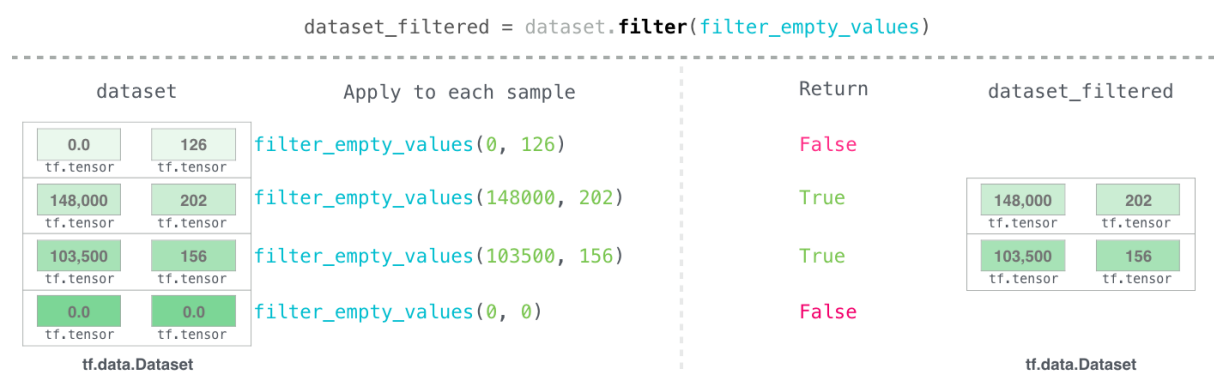 dataset_filtered = dataset.filter(filter_empty_values)
dataset Apply to each sample Return dataset_filtered
0.0 126 filter_empty_values(0, 126) False
tf.tensor tf.tensor
148,000 202 filter_empty_values(148000, 202) True 148,000 202
tf.tensor tf.tensor tf.tensor tf.tensor
103,500 156 filter_empty_values(103500, 156) True 103,500 156
tf.tensor tf.tensor tf.tensor tf.tensor
0.0 0.0 filter_empty_values(0, 0) False
tf.tensor tf.tensor
tf.data.Dataset tf.data.Dataset